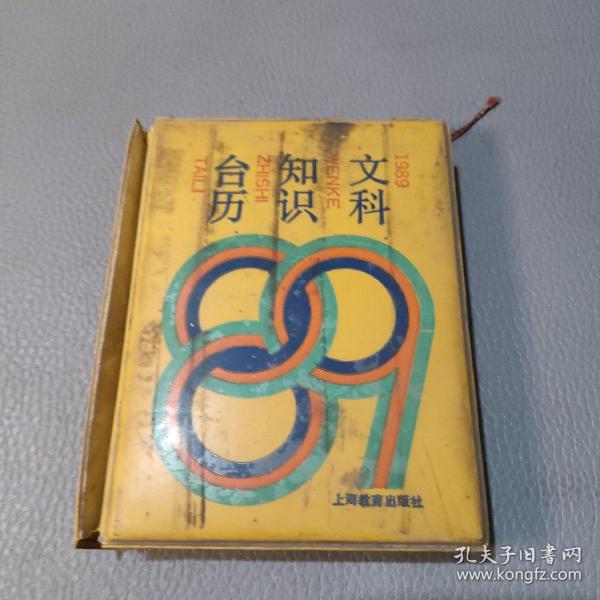 1989
文科
WENKE
知识
ZHISHI
台历
TAILI
89
上海教育出版社
孔夫子旧书网
www.kongfz.com